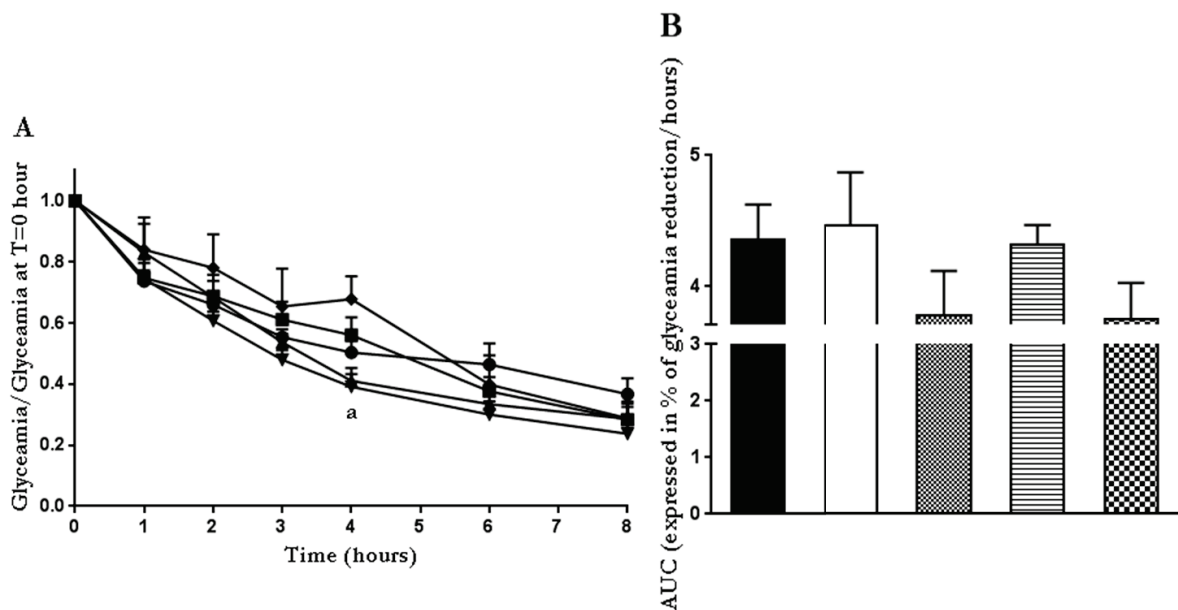 A
Glyceamia/Glyceamia at T=0 hour
1.0
0.8
0.6
0.4
0.2
0.0
a
0 1 2 3 4 5 6 7 8
Time (hours)
B
AUC (expressed in % of glyceamia reduction/hours)
5
4
3
2
1
0